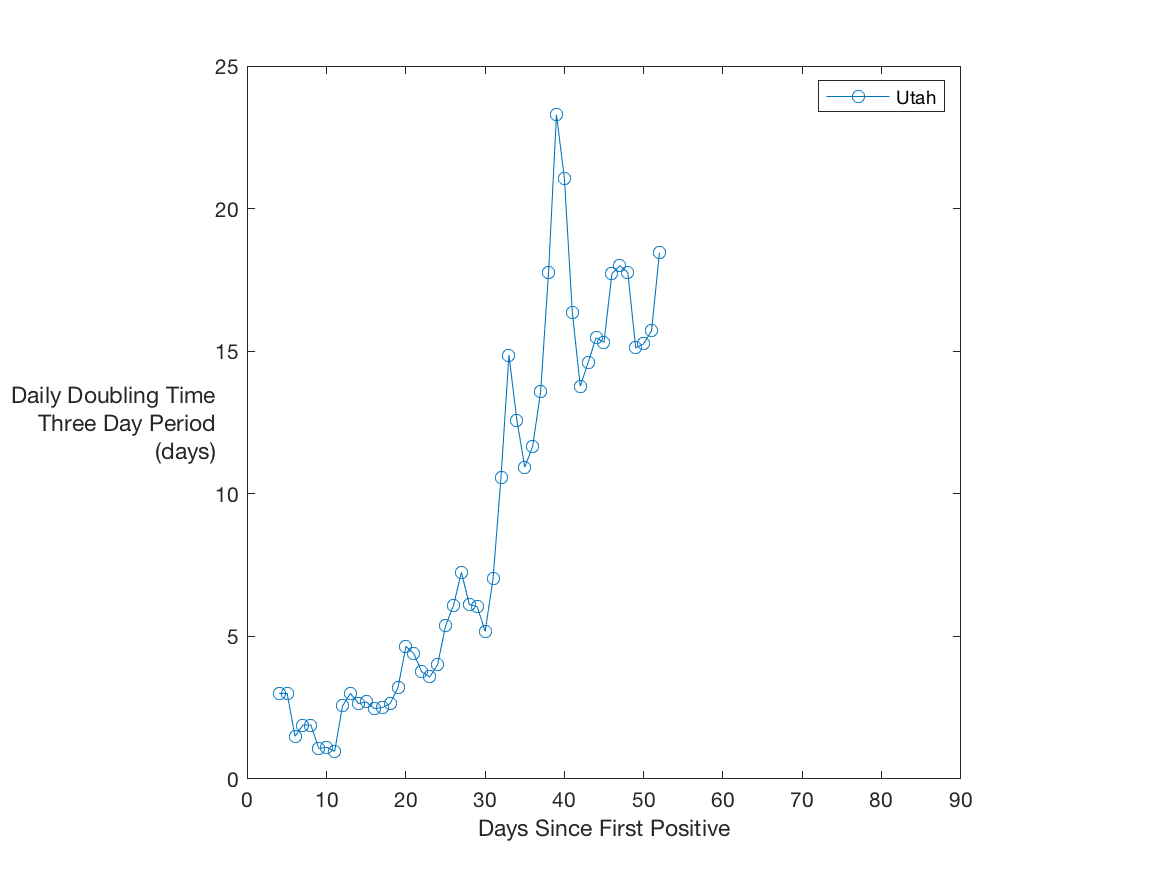 25
20
15
10
5
0
Daily Doubling Time
Three Day Period
(days)
Utah
0 10 20 30 40 50 60 70 80 90
Days Since First Positive